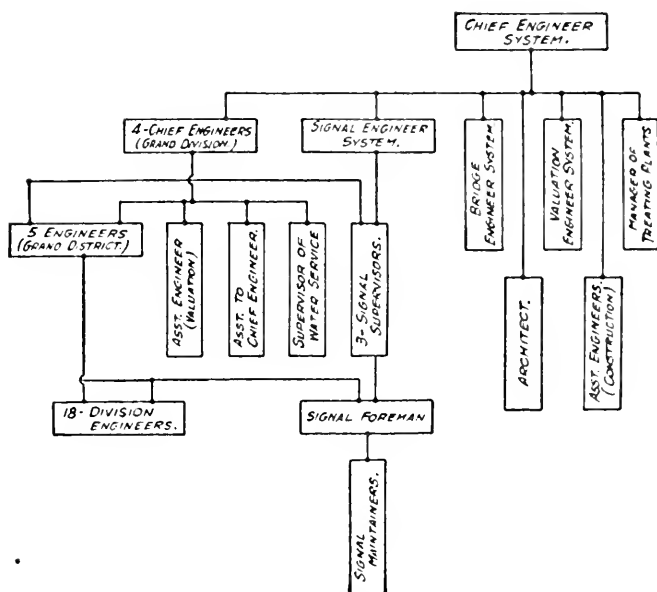 CHIEF ENGINEER
SYSTEM.
4-CHIEF ENGINEERS
(GRAND DIVISION)
SIGNAL ENGINEER
SYSTEM.
BRIDGE
ENGINEER SYSTEM
VALUATION
ENGINEER SYSTEM.
MANAGER OF
TREATING PLANTS
5 ENGINEERS
(GRAND DISTRICT.)
ASST. ENGINEER
(VALUATION)
ASST. TO
CHIEF ENGINEER.
SUPERVISOR OF
WATER SERVICE
3-SIGNAL
SUPERVISORS.
ARCHITECT.
ASST. ENGINEERS.
(CONSTRUCTION)
18-DIVISION
ENGINEERS.
SIGNAL FOREMAN
SIGNAL
MAINTAINERS.